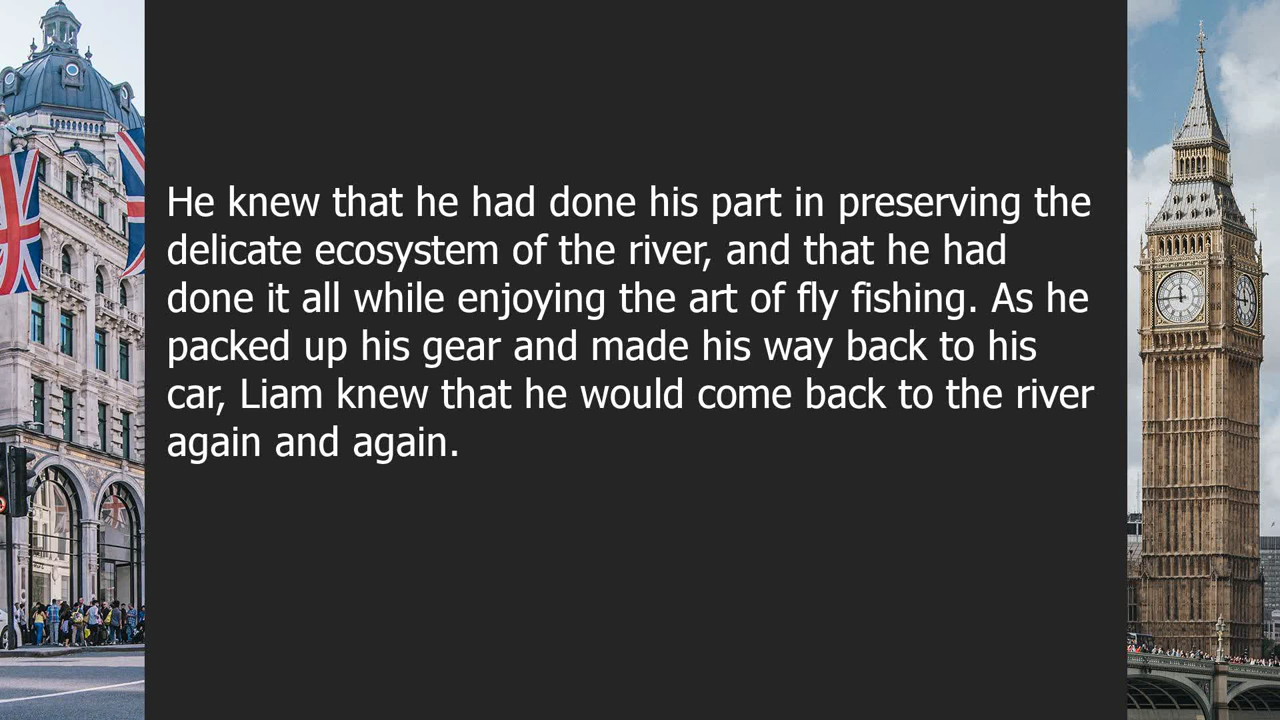 He knew that he had done his part in preserving the
delicate ecosystem of the river, and that he had
done it all while enjoying the art of fly fishing. As he
packed up his gear and made his way back to his
car, Liam knew that he would come back to the river
again and again.